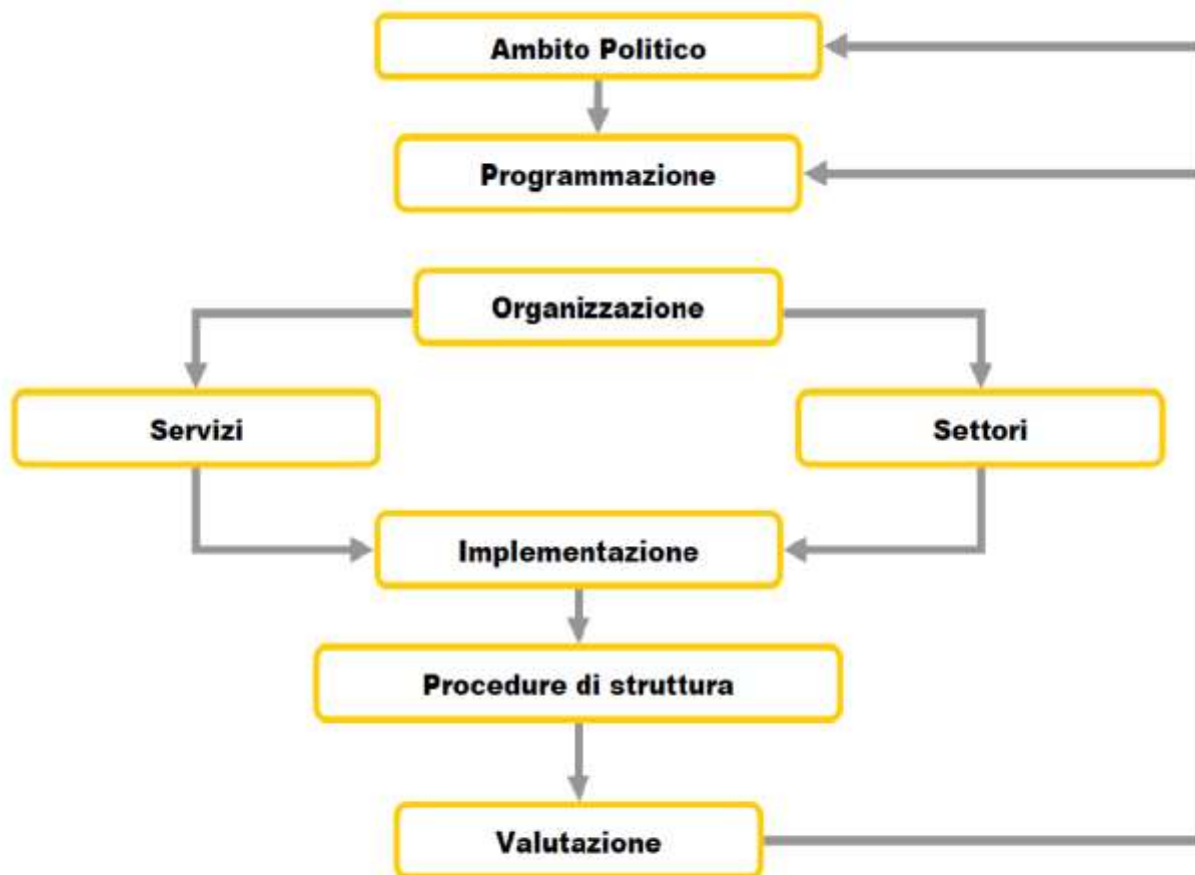 Ambito Politico
Programmazione
Organizzazione
Servizi
Settori
Implementazione
Procedure di struttura
Valutazione